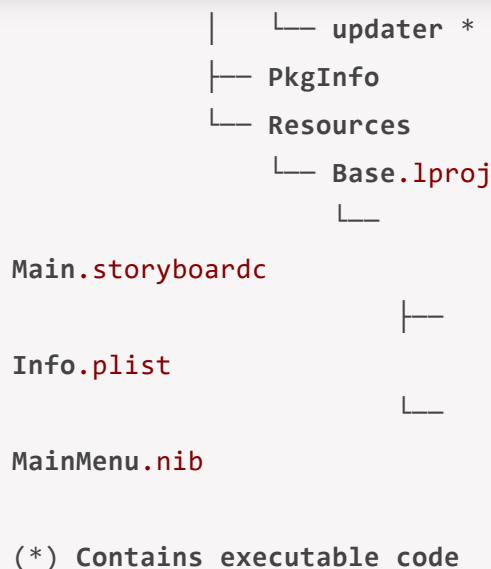 │   └── updater *
├── PkgInfo
└── Resources
└── Base.lproj
└──
Main.storyboardc
├──
Info.plist
└──
MainMenu.nib
(*) Contains executable code